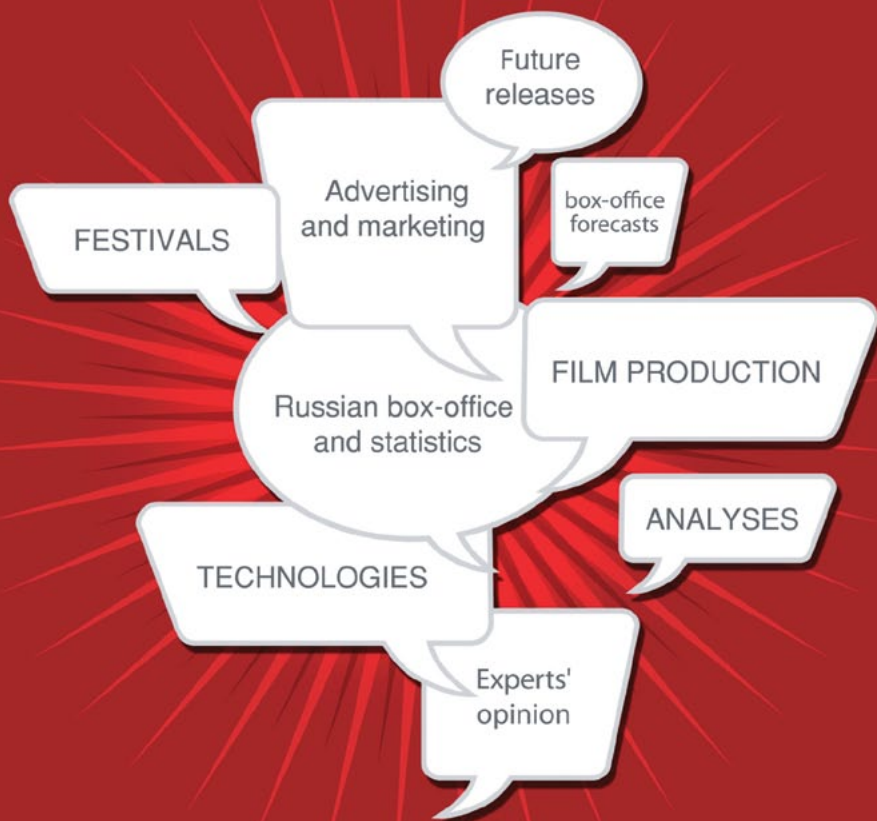 Future
releases
Advertising
and marketing
box-office
forecasts
FESTIVALS
FILM PRODUCTION
Russian box-office
and statistics
ANALYSES
TECHNOLOGIES
Experts'
opinion